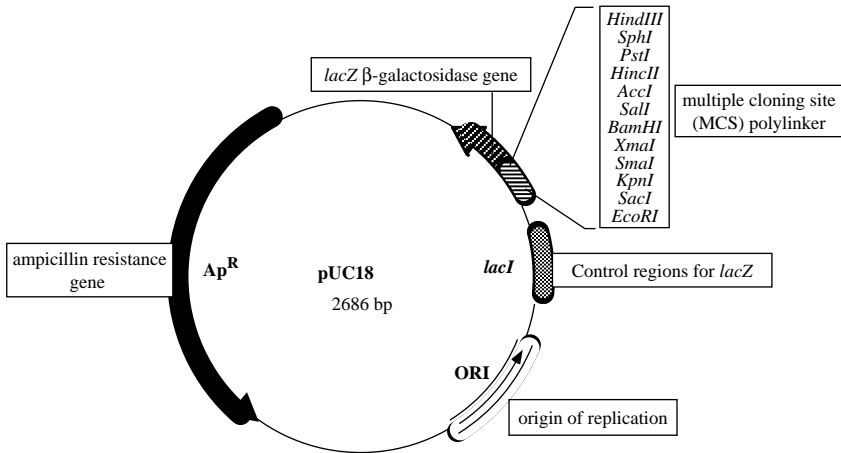 HindIII
SphI
PstI
HincII
AccI
SalI
BamHI
XmaI
SmaI
KpnI
SacI
EcoRI
multiple cloning site
(MCS) polylinker
lacZ β-galactosidase gene
ampicillin resistance
gene
Ap^R
pUC18
2686 bp
lacI
Control regions for lacZ
ORI
origin of replication